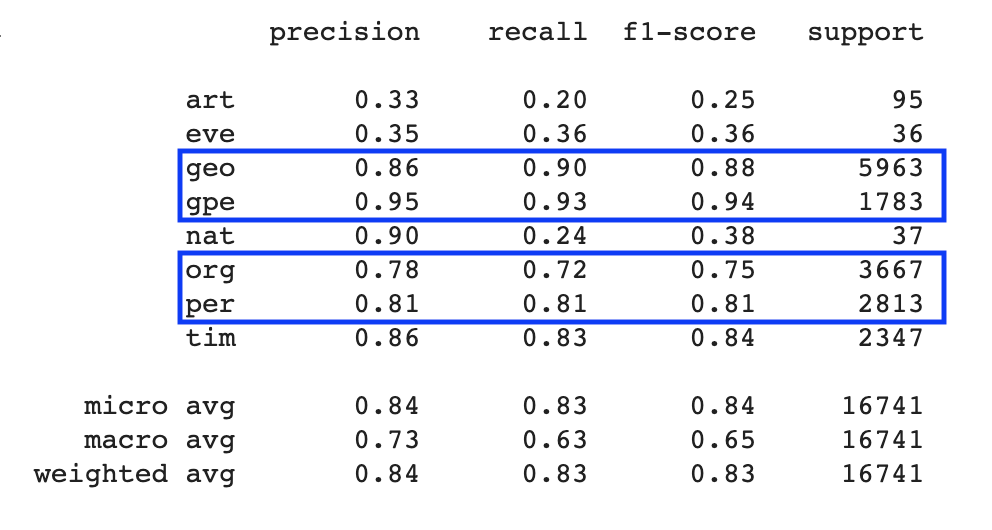 precision recall f1-score support
art 0.33 0.20 0.25 95
eve 0.35 0.36 0.36 36
geo 0.86 0.90 0.88 5963
gpe 0.95 0.93 0.94 1783
nat 0.90 0.24 0.38 37
org 0.78 0.72 0.75 3667
per 0.81 0.81 0.81 2813
tim 0.86 0.83 0.84 2347
micro avg 0.84 0.83 0.84 16741
macro avg 0.73 0.63 0.65 16741
weighted avg 0.84 0.83 0.83 16741